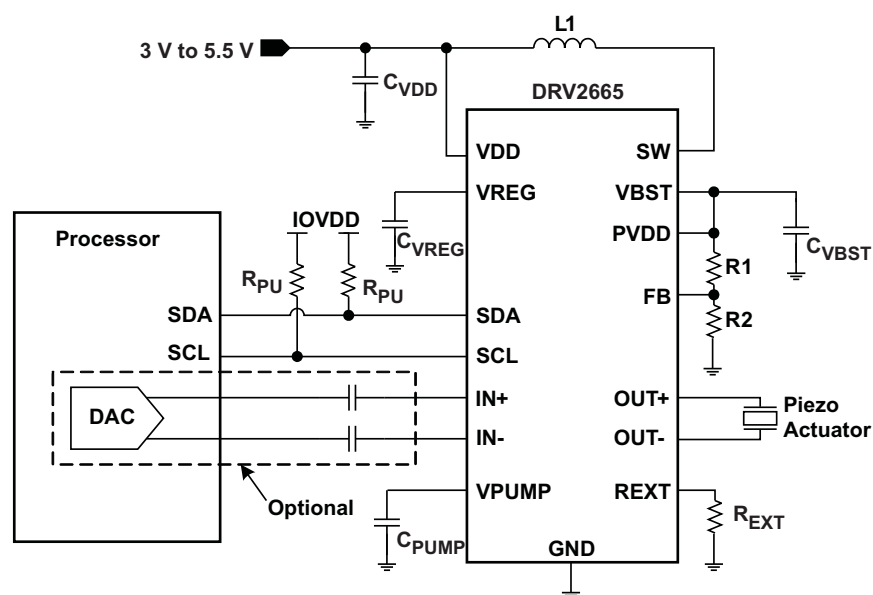 L1
3 V to 5.5 V
CVDD
DRV2665
VDD
SW
VREG
VBST
IOVDD
CVREG
PVDD
CVBST
Processor
R1
RPU
RPU
FB
SDA
SDA
R2
SCL
SCL
DAC
IN+
OUT+
Piezo
Actuator
IN-
OUT-
Optional
VPUMP
REXT
CPUMP
REXT
GND